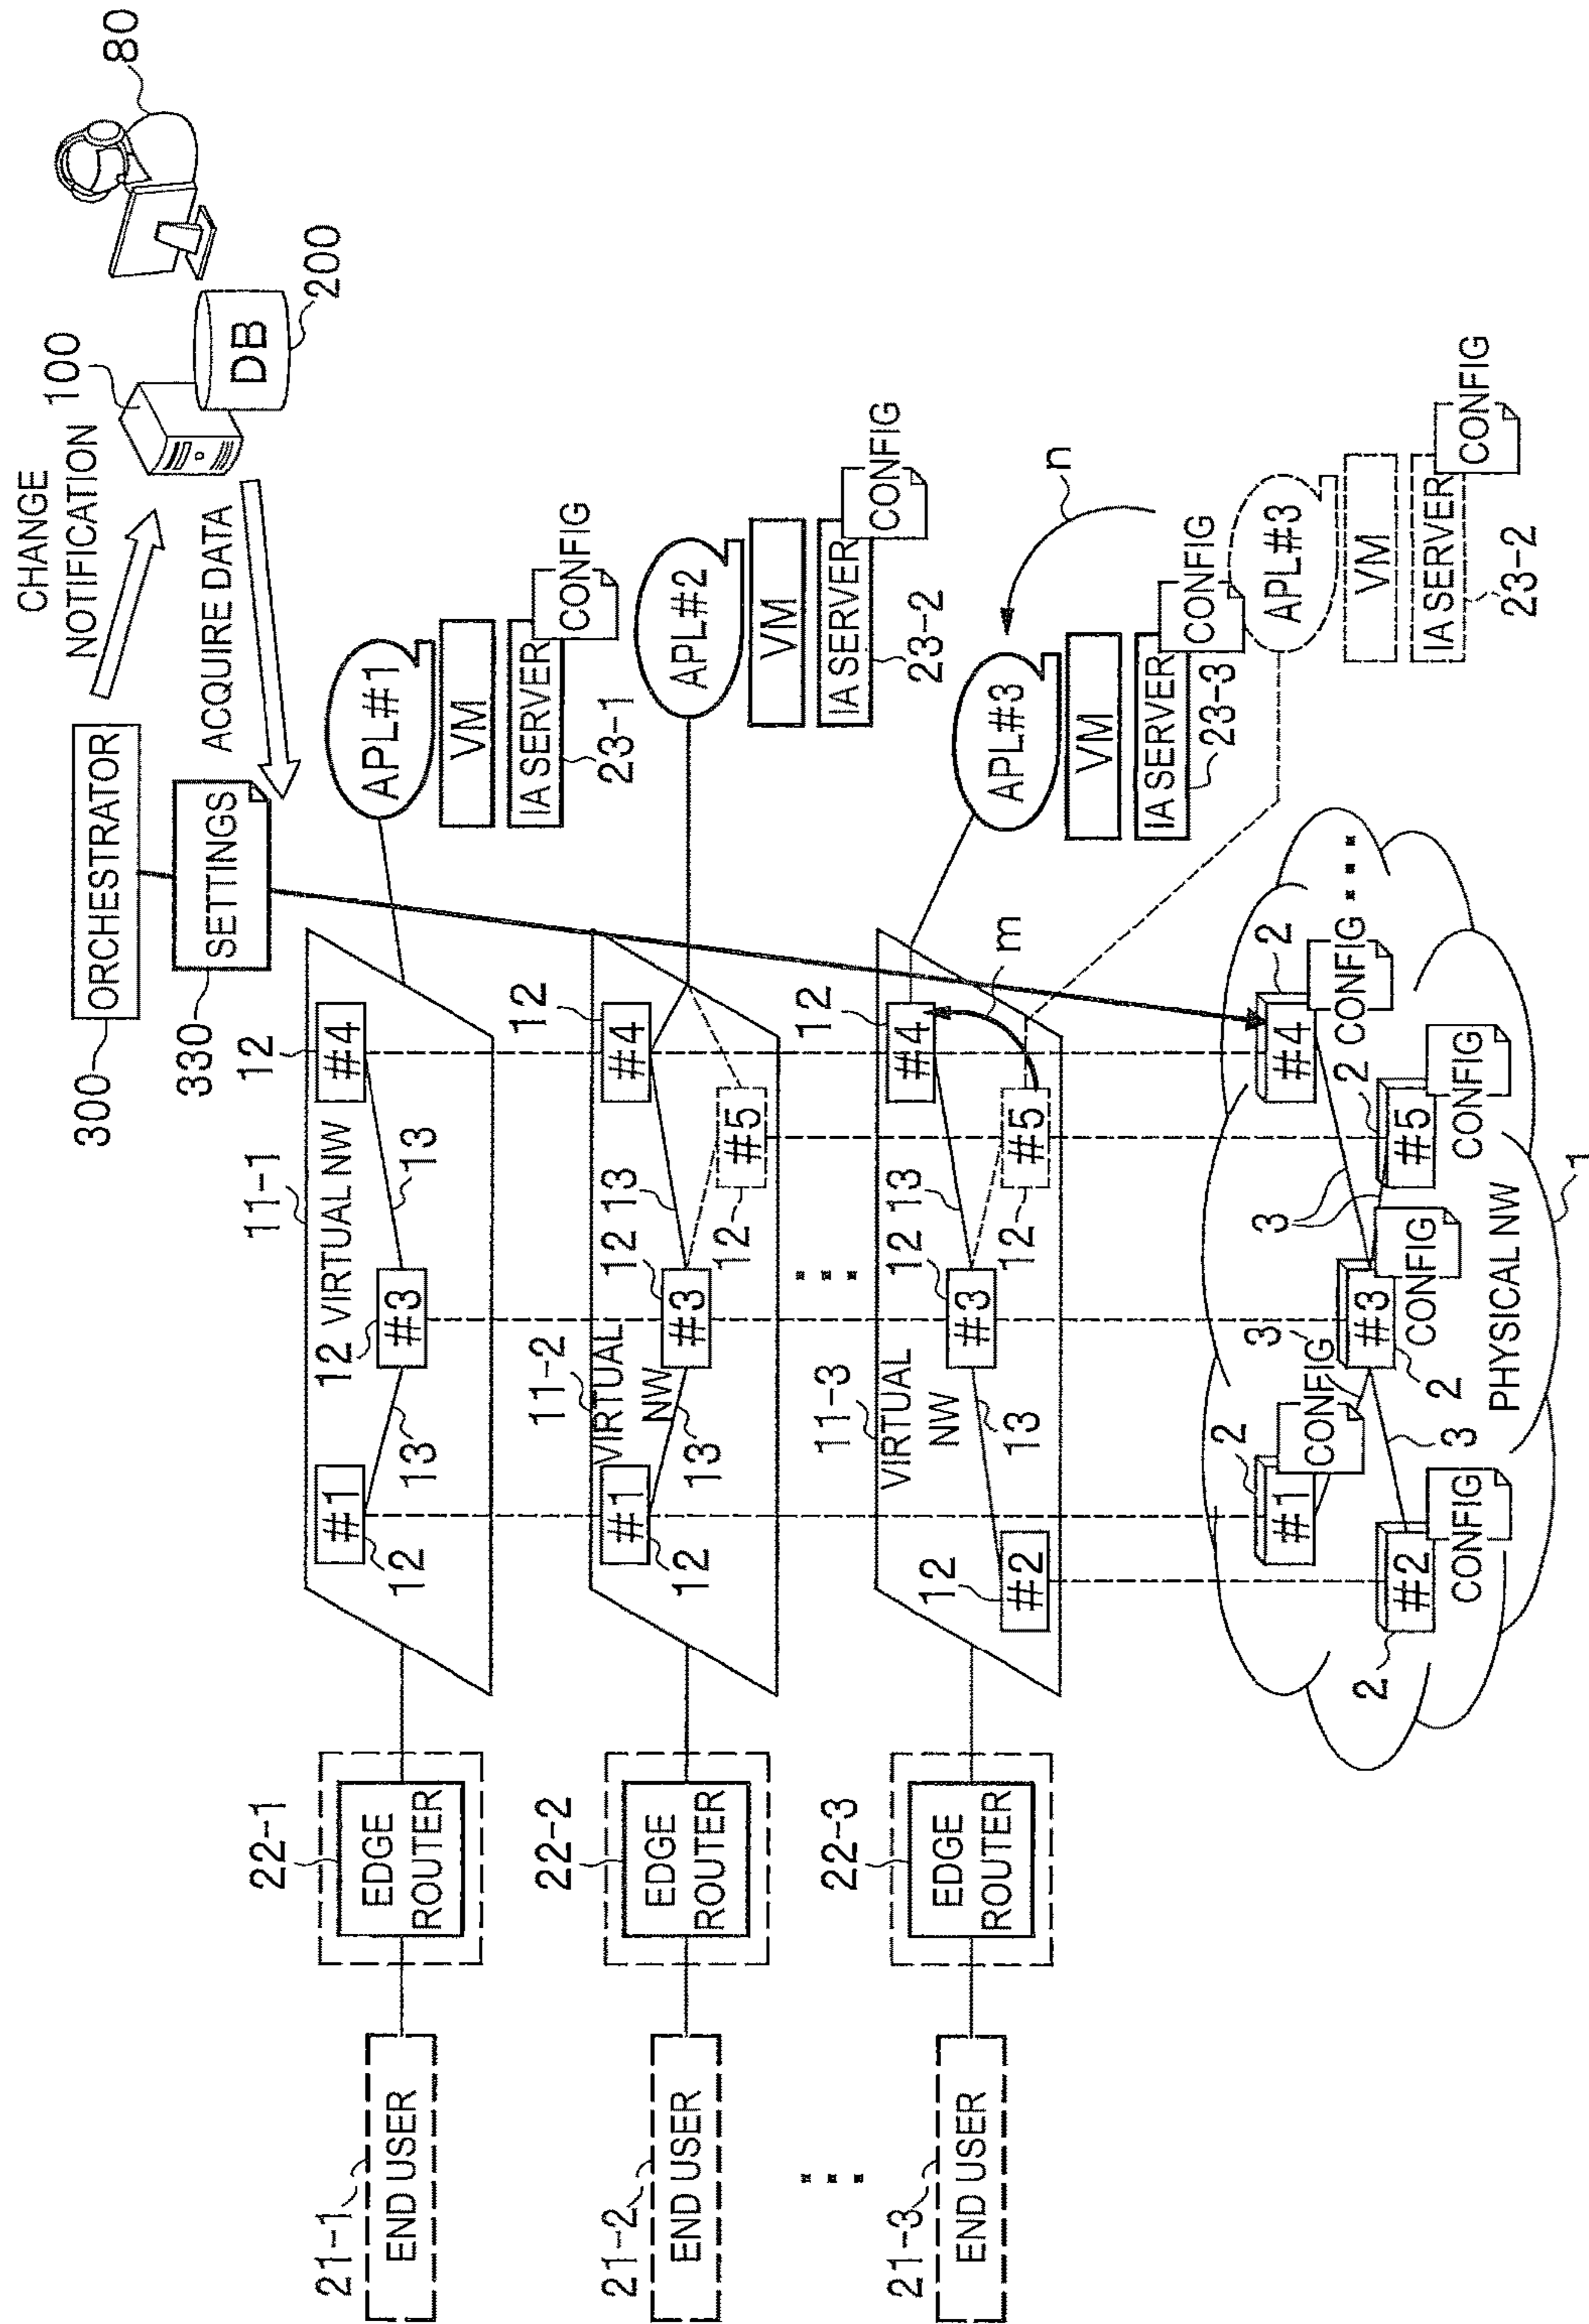 80
CHANGE
NOTIFICATION
100
DB
200
ACQUIRE DATA
300
ORCHESTRATOR
SETTINGS
330
APL#1
VM
IA SERVER
CONFIG
23-1
APL#2
VM
IA SERVER
CONFIG
23-2
n
APL#3
VM
IA SERVER
CONFIG
23-3
APL#3
VM
IA SERVER
CONFIG
23-2
21-1
END USER
22-1
EDGE
ROUTER
11-1
VIRTUAL NW
#1
12
13
12
#3
13
12
#4
21-2
END USER
22-2
EDGE
ROUTER
11-2
VIRTUAL
NW
#1
12
13
12
#3
13
12
#4
12
#5
21-3
END USER
22-3
EDGE
ROUTER
11-3
VIRTUAL
NW
12
#2
13
12
#3
13
12
#4
m
12
#5
2
#1
CONFIG
3
2
#2
CONFIG
3
3
#3
CONFIG
2
3
2
#4
CONFIG
2
#5
CONFIG
PHYSICAL NW
1